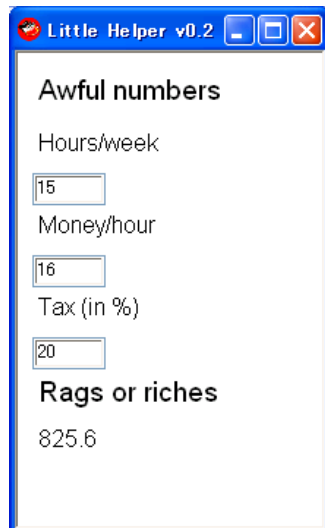 Little Helper v0.2
Awful numbers
Hours/week
15
Money/hour
16
Tax (in %)
20
Rags or riches
825.6